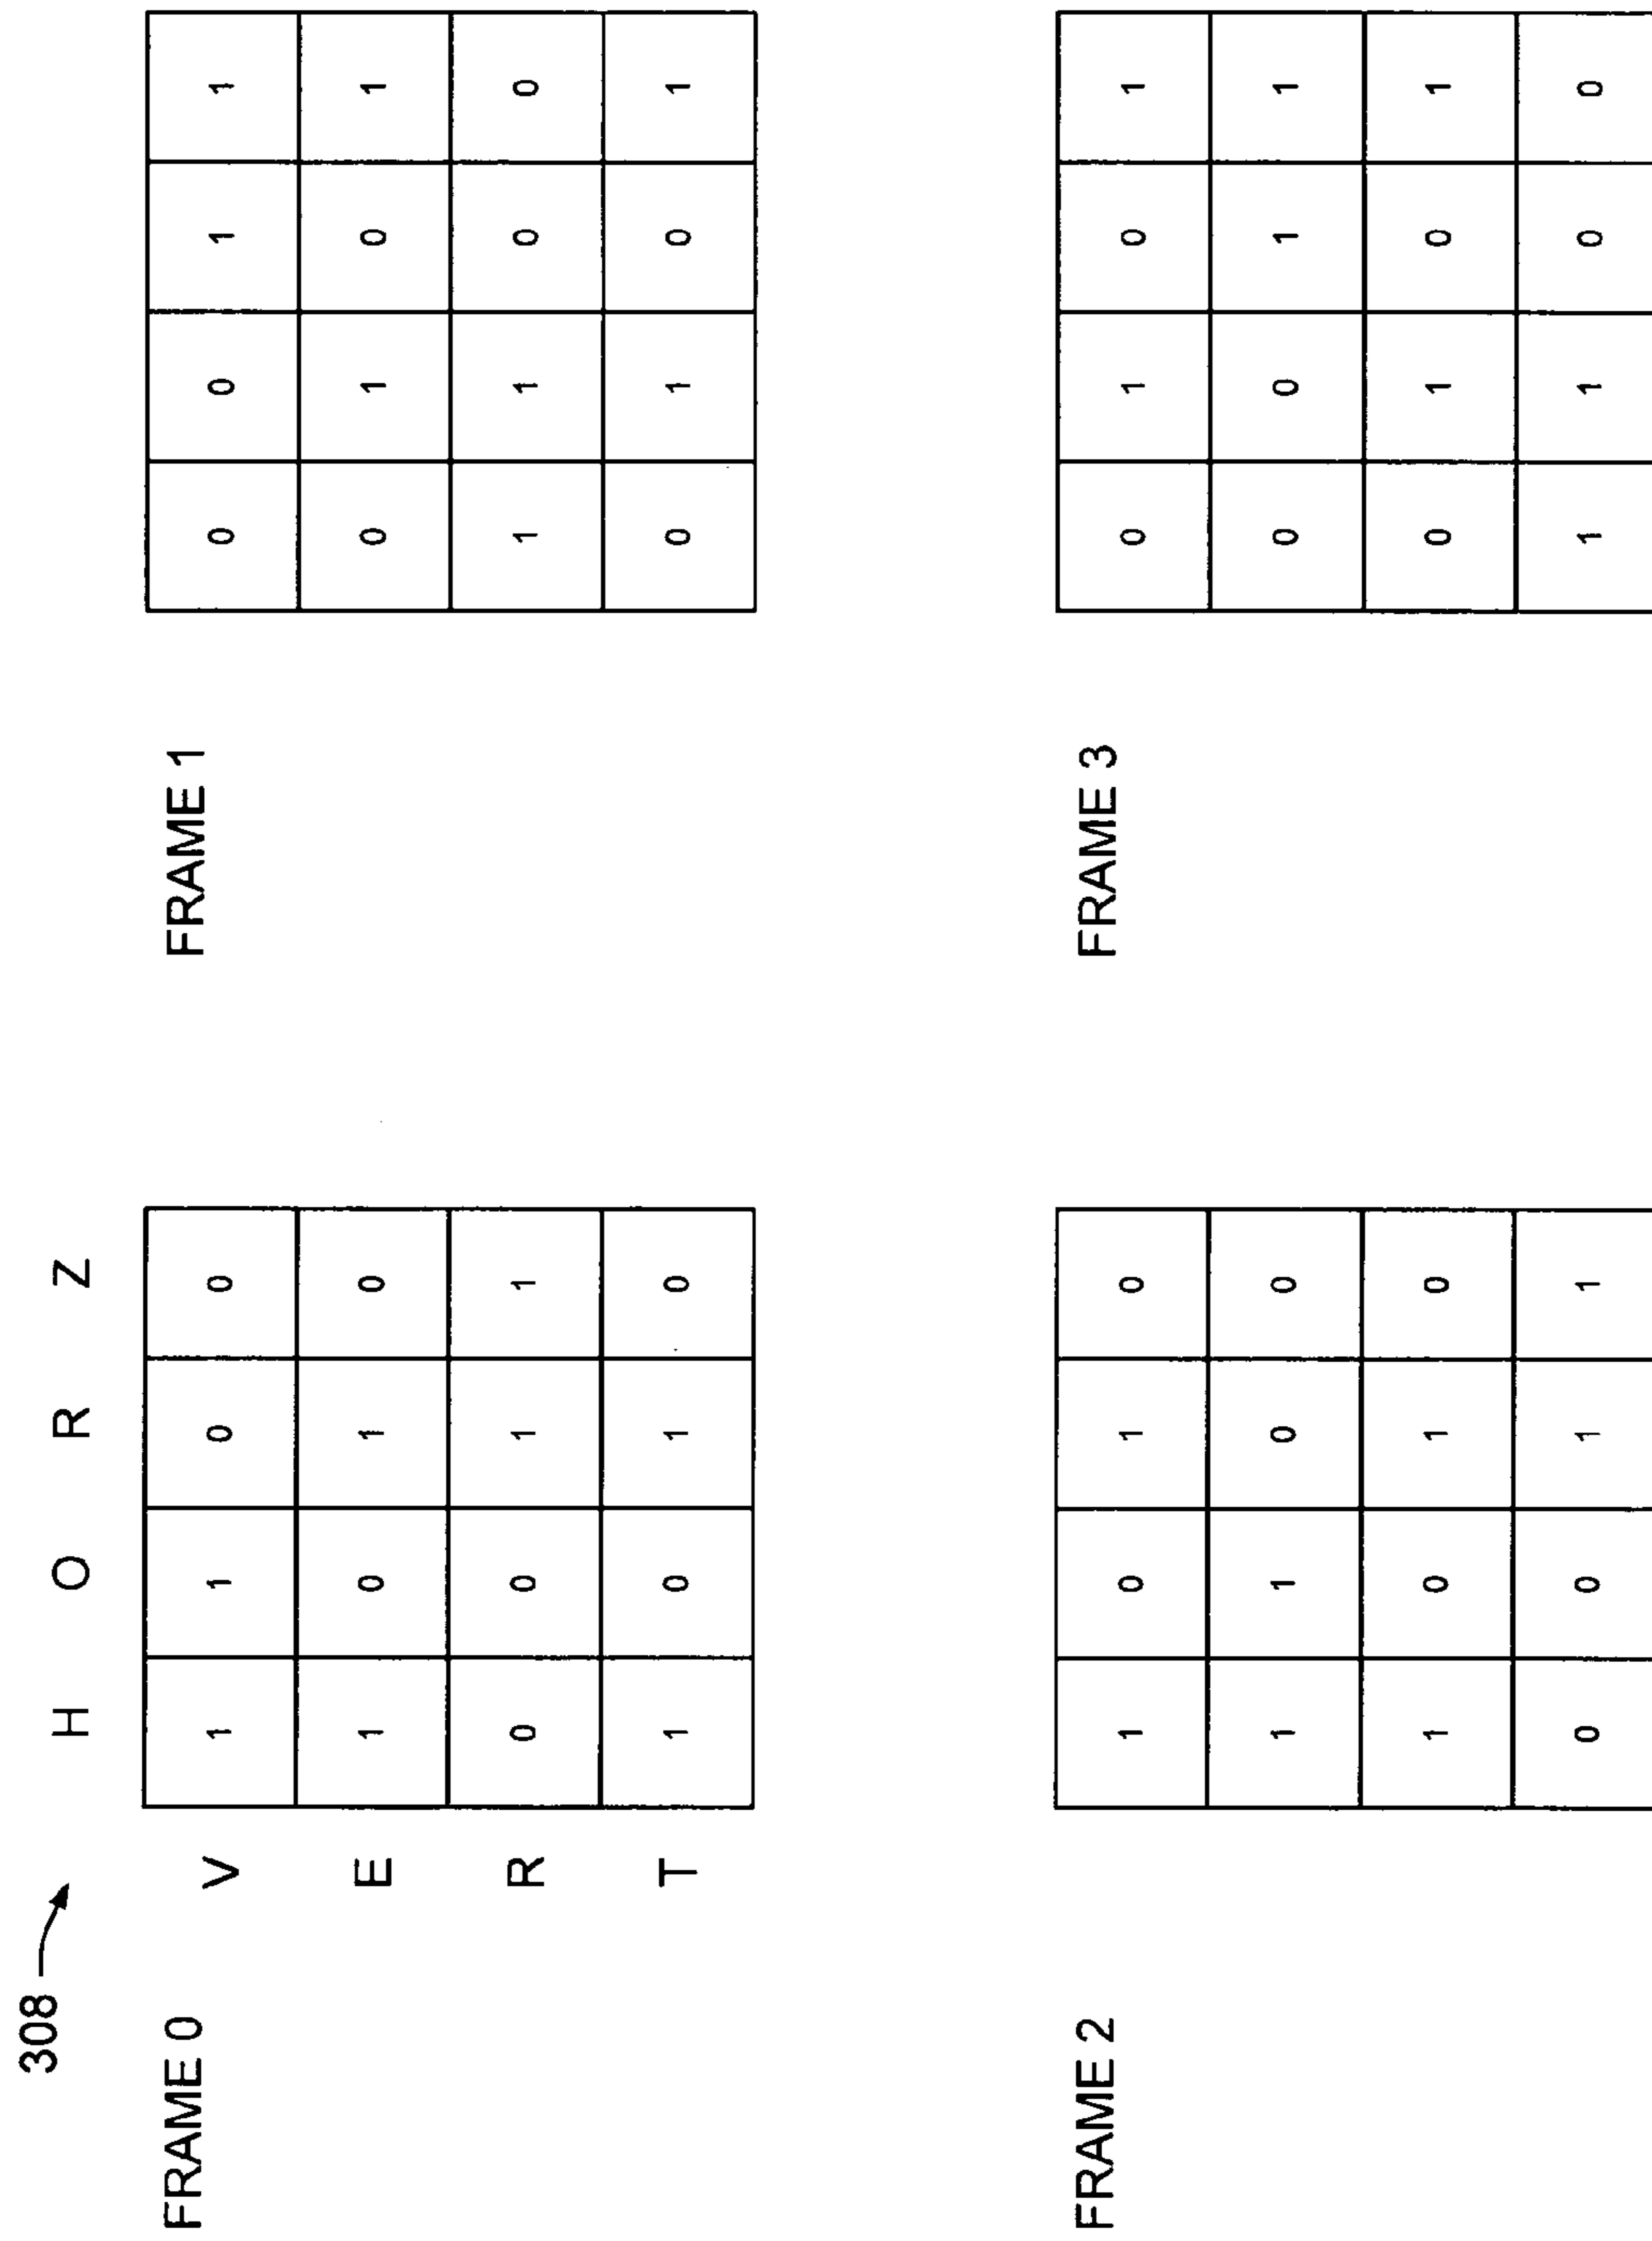 308
H O R Z
FRAME 0
V 1 1 0 0
E 1 0 1 0
R 0 0 1 1
T 1 0 1 0
FRAME 1
0 0 1 1
0 1 0 1
1 1 0 0
0 1 0 1
FRAME 2
1 0 1 0
1 1 0 0
1 0 1 0
0 0 1 1
FRAME 3
0 1 0 1
0 0 1 1
0 1 0 1
1 1 0 0